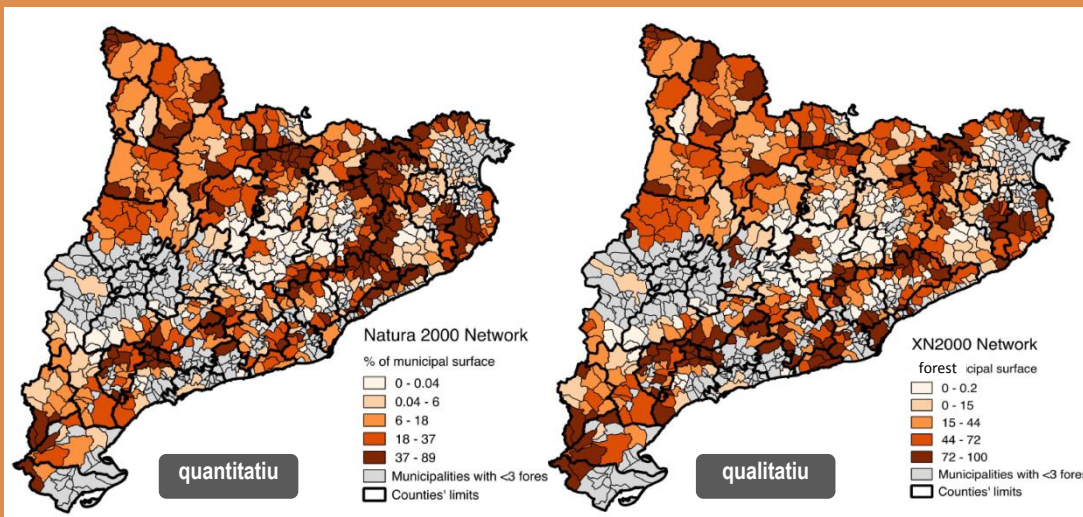 Natura 2000 Network
% of municipal surface
0 - 0.04
0.04 - 6
6 - 18
18 - 37
37 - 89
Municipalities with <3 fores
Counties' limits
quantitatiu
XN2000 Network
forest icipal surface
0 - 0.2
0 - 15
15 - 44
44 - 72
72 - 100
Municipalities with <3 fores
Counties' limits
qualitatiu